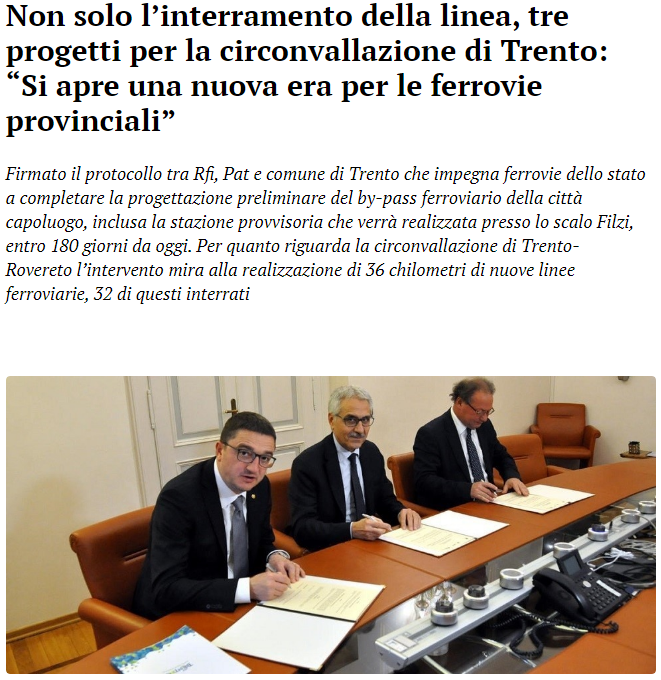 Non solo l’interramento della linea, tre
progetti per la circonvallazione di Trento:
“Si apre una nuova era per le ferrovie
provinciali”
Firmato il protocollo tra Rfi, Pat e comune di Trento che impegna ferrovie dello stato
a completare la progettazione preliminare del by-pass ferroviario della città
capoluogo, inclusa la stazione provvisoria che verrà realizzata presso lo scalo Filzi,
entro 180 giorni da oggi. Per quanto riguarda la circonvallazione di Trento-
Rovereto l’intervento mira alla realizzazione di 36 chilometri di nuove linee
ferroviarie, 32 di questi interrati